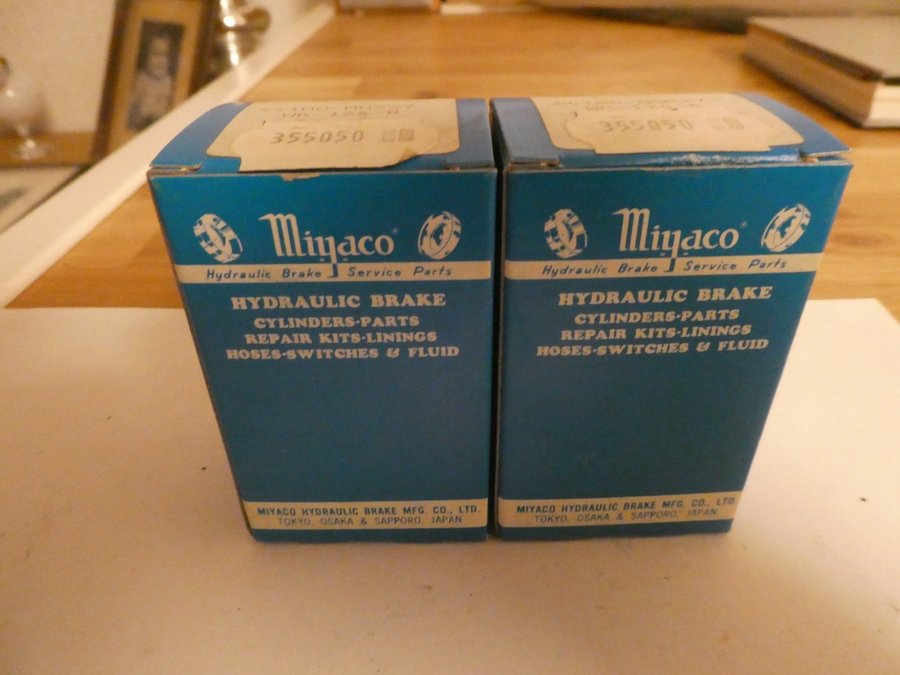 355050
Miyaco
Hydraulic Brake Service Parts
HYDRAULIC BRAKE
CYLINDERS-PARTS
REPAIR KITS-LININGS
HOSES-SWITCHES & FLUID
MIYACO HYDRAULIC BRAKE MFG. CO., LTD.
TOKYO, OSAKA & SAPPORO, JAPAN
355050
Miyaco
Hydraulic Brake Service Parts
HYDRAULIC BRAKE
CYLINDERS-PARTS
REPAIR KITS-LININGS
HOSES-SWITCHES & FLUID
MIYACO HYDRAULIC BRAKE MFG. CO., LTD.
TOKYO, OSAKA & SAPPORO, JAPAN